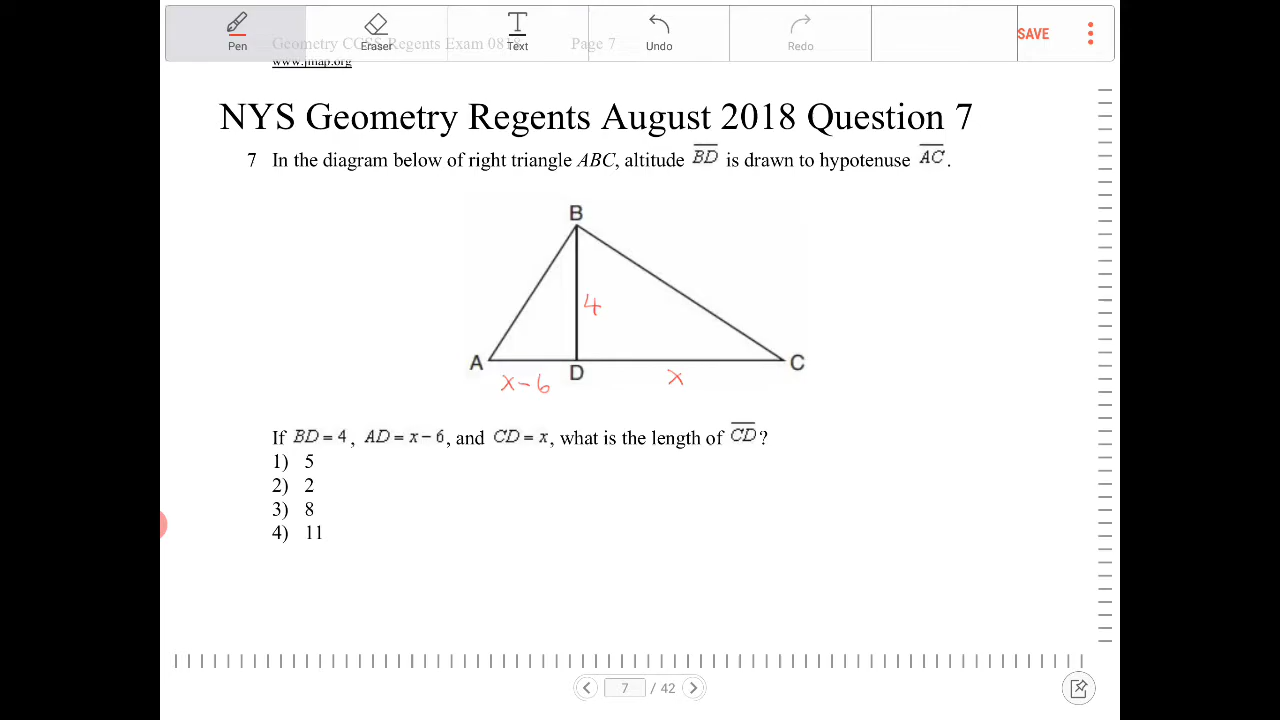 Pen Eraser Text Undo Redo SAVE
Geometry CCSS Regents Exam 0818 Page 7
www.jmap.org
NYS Geometry Regents August 2018 Question 7
7 In the diagram below of right triangle ABC, altitude BD is drawn to hypotenuse AC.
B
4
A D C
x-6 x
If BD = 4, AD = x − 6, and CD = x, what is the length of CD?
1) 5
2) 2
3) 8
4) 11
7 / 42